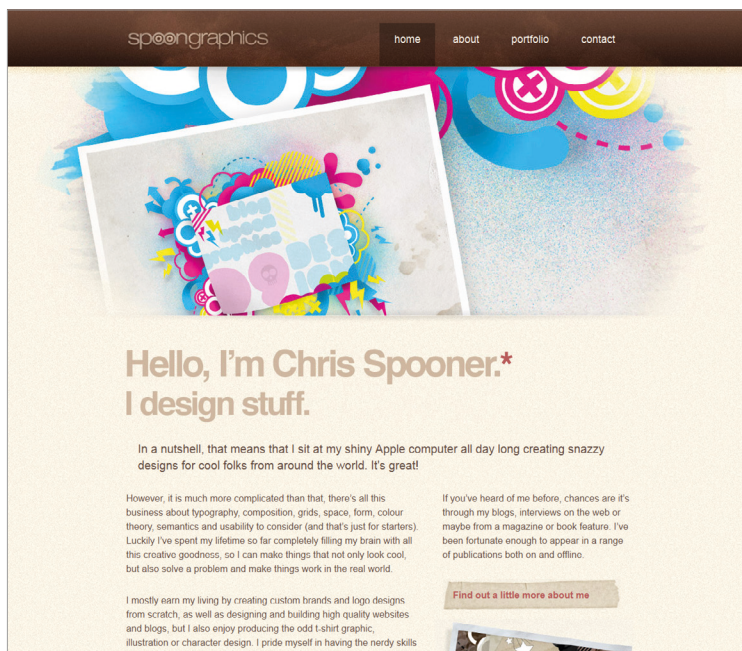 spoongraphics
home about portfolio contact
Hello, I'm Chris Spooner.*
I design stuff.
In a nutshell, that means that I sit at my shiny Apple computer all day long creating snazzy
designs for cool folks from around the world. It's great!
However, it is much more complicated than that, there's all this
business about typography, composition, grids, space, form, colour
theory, semantics and usability to consider (and that's just for starters).
Luckily I've spent my lifetime so far completely filling my brain with all
this creative goodness, so I can make things that not only look cool,
but also solve a problem and make things work in the real world.
I mostly earn my living by creating custom brands and logo designs
from scratch, as well as designing and building high quality websites
and blogs, but I also enjoy producing the odd t-shirt graphic,
illustration or character design. I pride myself in having the nerdy skills
If you've heard of me before, chances are it's
through my blogs, interviews on the web or
maybe from a magazine or book feature. I've
been fortunate enough to appear in a range
of publications both on and offline.
Find out a little more about me